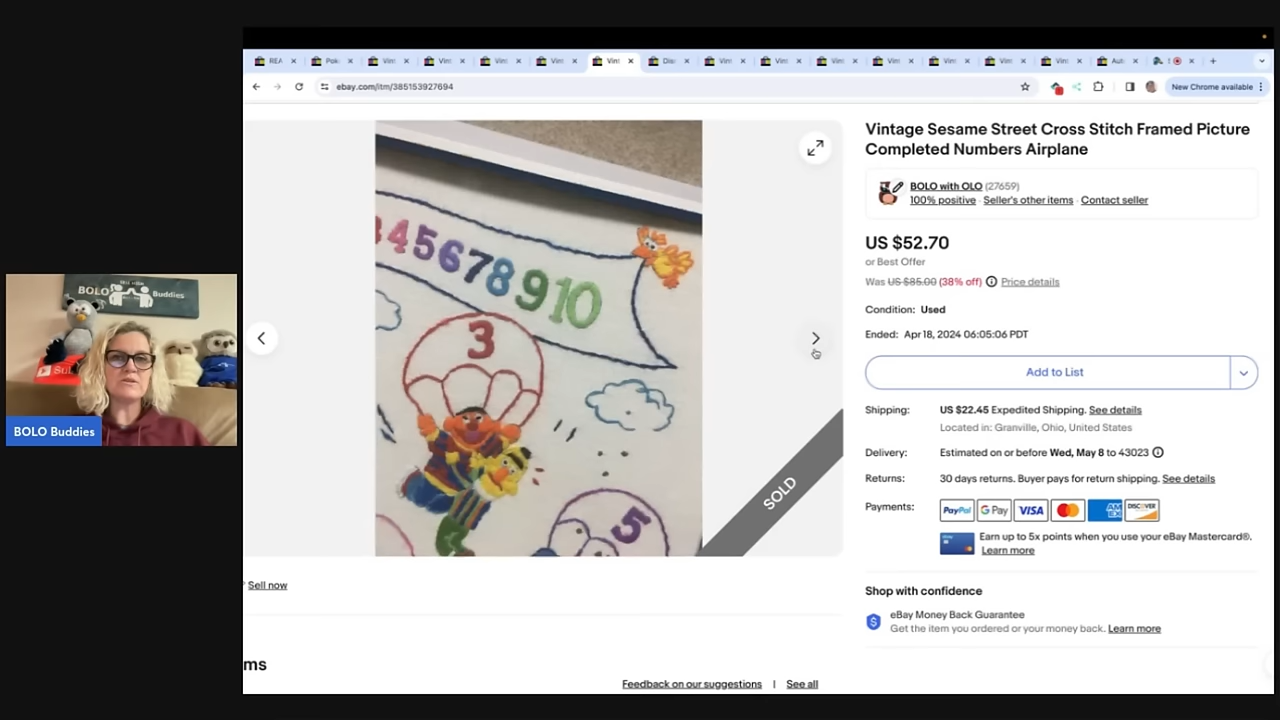 ebay.com/itm/385153927694
New Chrome available
Vintage Sesame Street Cross Stitch Framed Picture
Completed Numbers Airplane
BOLO with OLO (27659)
100% positive · Seller's other items · Contact seller
US $52.70
or Best Offer
Was US $85.00 (38% off) Price details
Condition: Used
Ended: Apr 18, 2024 06:05:06 PDT
Add to List
Shipping: US $22.45 Expedited Shipping. See details
Located in: Granville, Ohio, United States
Delivery: Estimated on or before Wed, May 8 to 43023
Returns: 30 days returns. Buyer pays for return shipping. See details
Payments: PayPal G Pay VISA DISCOVER
Earn up to 5x points when you use your eBay Mastercard®.
Learn more
Shop with confidence
eBay Money Back Guarantee
Get the item you ordered or your money back. Learn more
45678910
3
5
SOLD
Sell now
ms
Feedback on our suggestions | See all
BOLO Buddies
BOLO Buddies